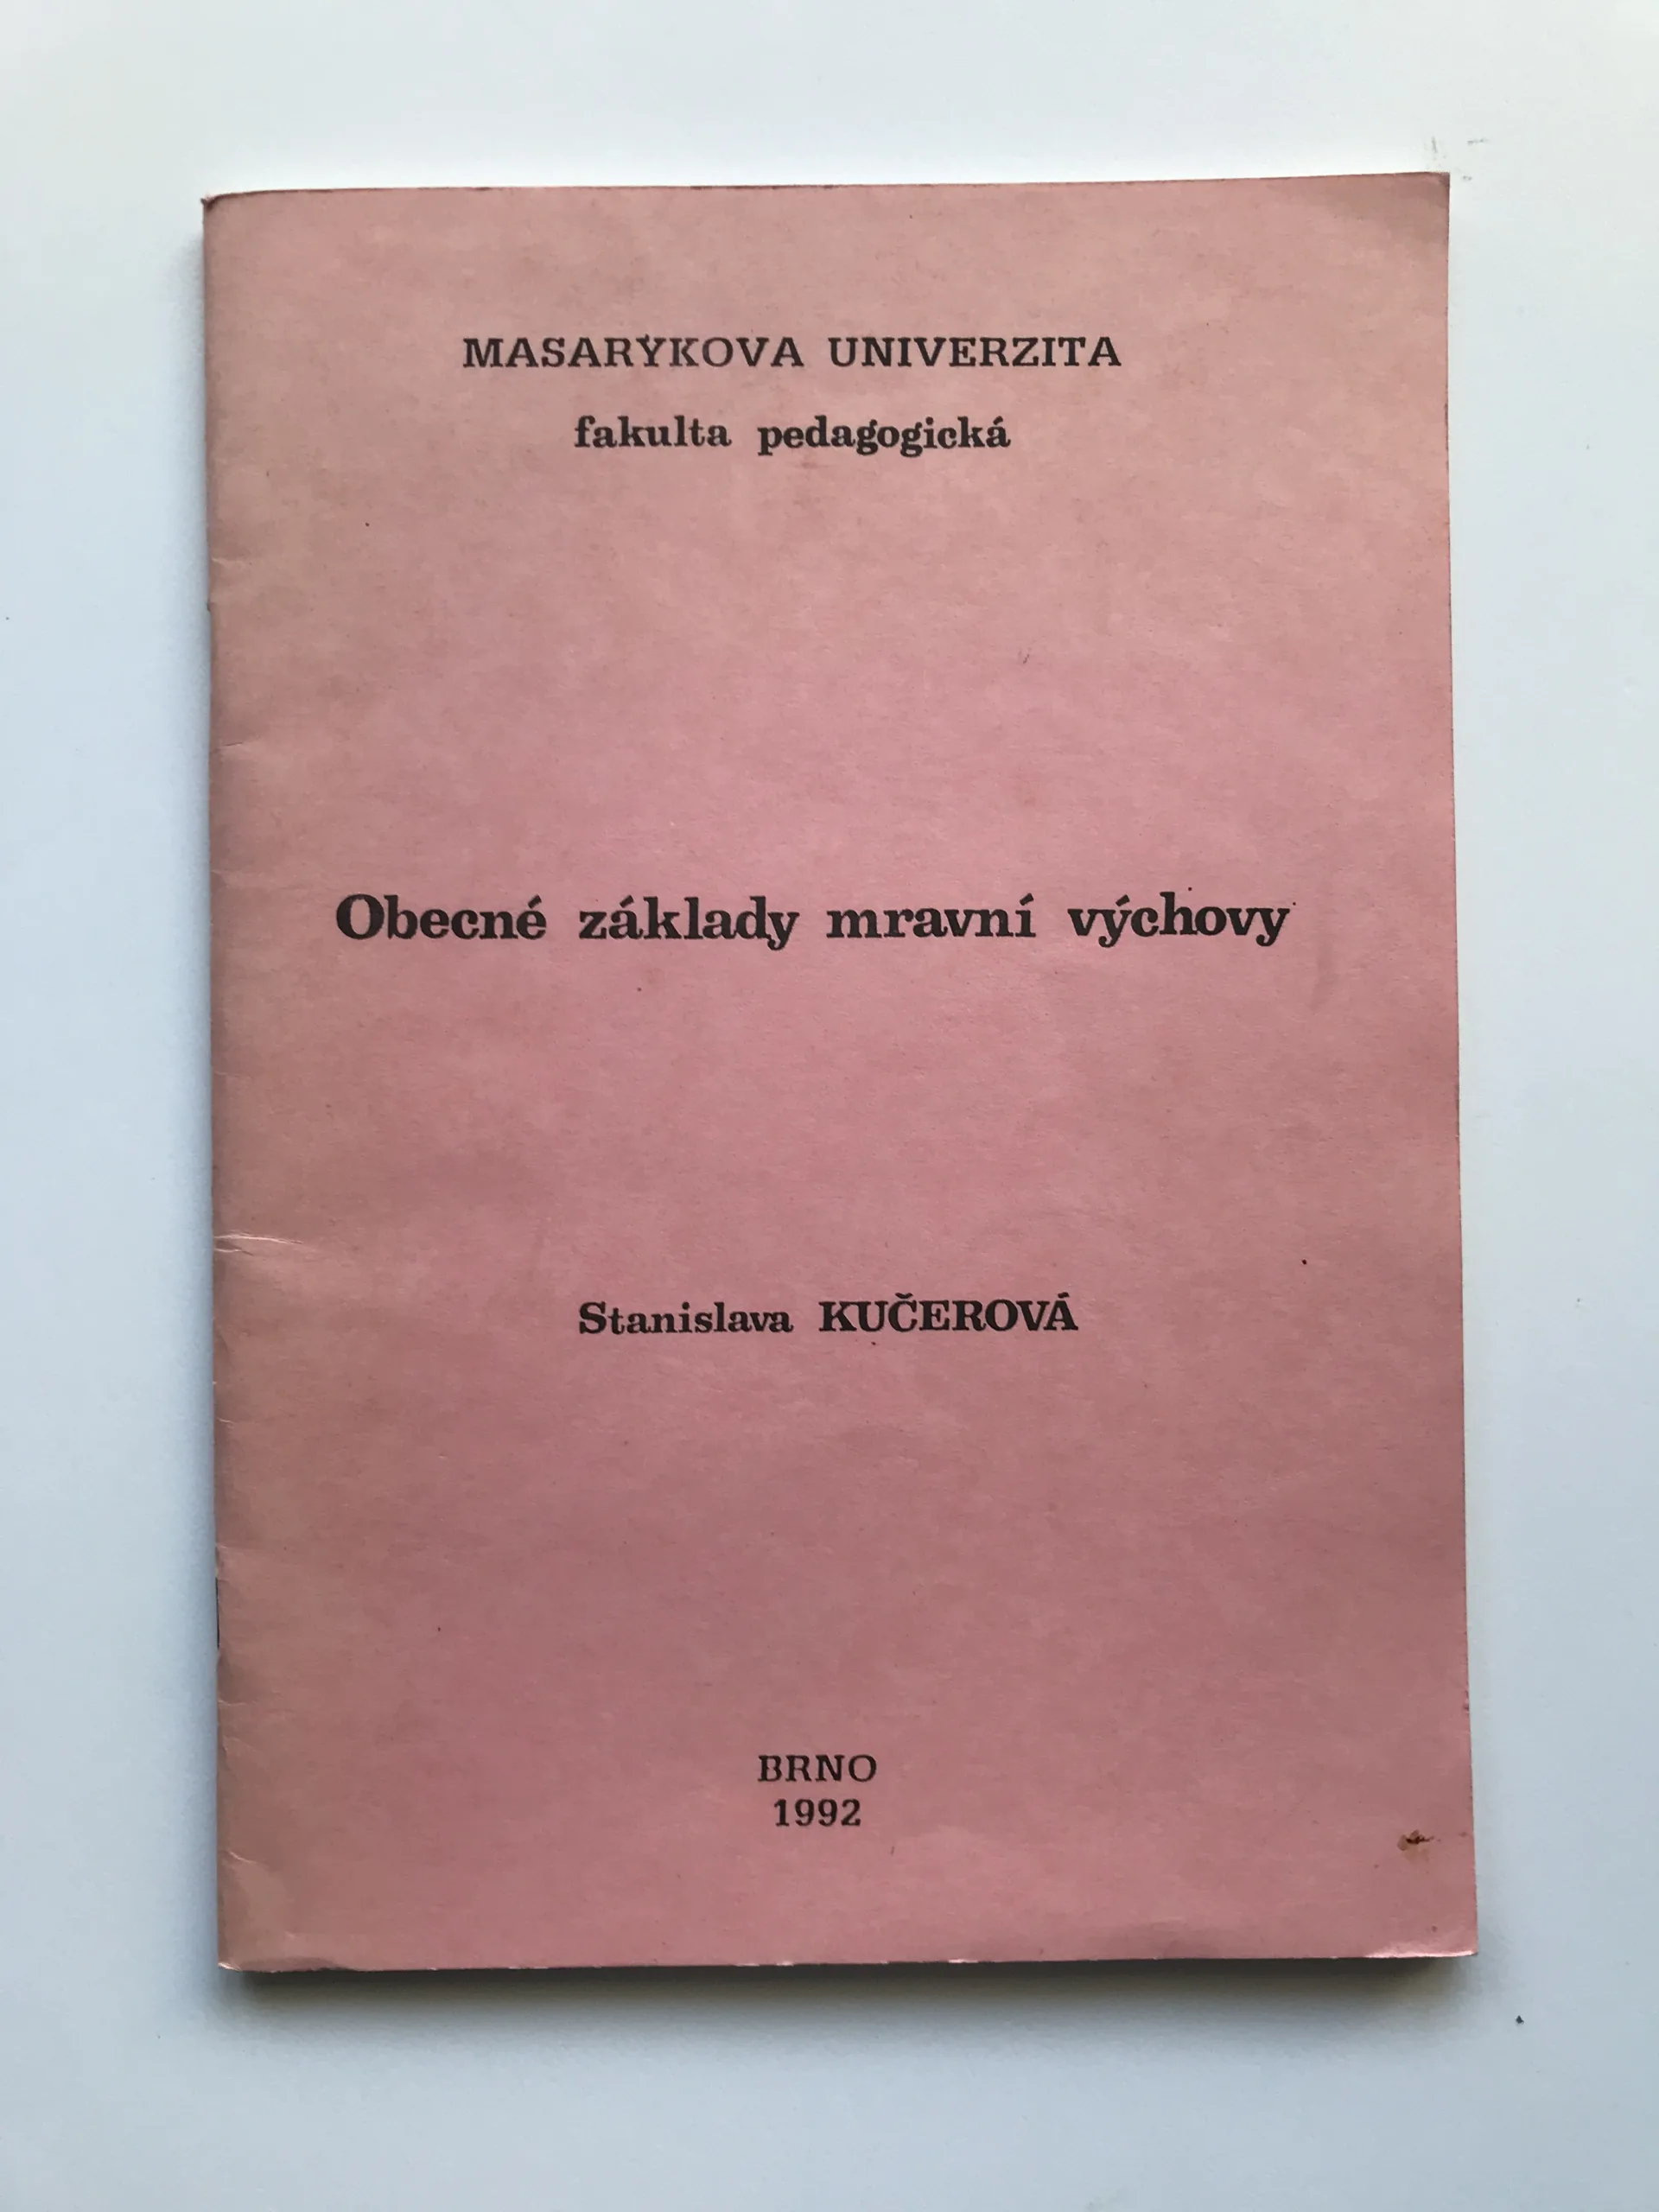 MASARYKOVA UNIVERZITA
fakulta pedagogická
Obecné základy mravní výchovy
Stanislava KUČEROVÁ
BRNO
1992